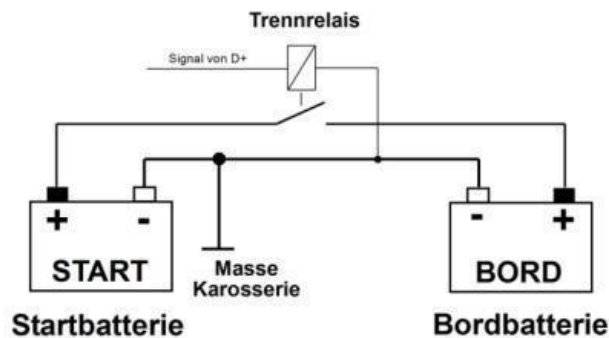 Trennrelais
Signal von D+
+ -
START
Startbatterie
Masse
Karosserie
- +
BORD
Bordbatterie